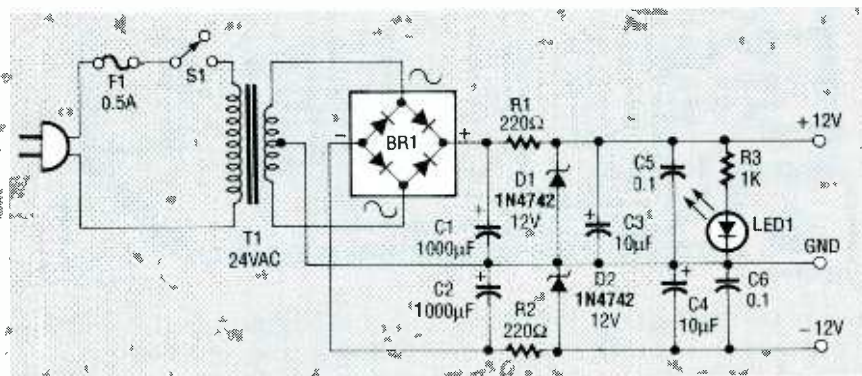 F1
0.5A
S1
T1
24VAC
-
BR1
+
R1
220Ω
+12V
D1
1N4742
12V
+
C1
1000µF
+
C3
10µF
C5
0.1
R3
1K
LED1
GND
+
C2
1000µF
D2
1N4742
12V
R2
220Ω
+
C4
10µF
C6
0.1
-12V